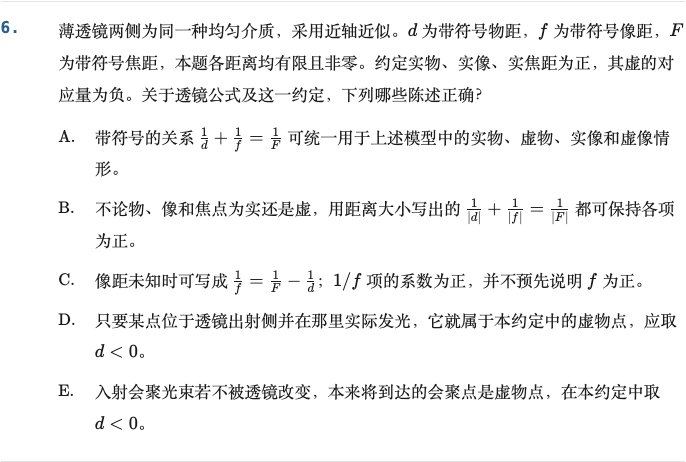 6. 薄透镜两侧为同一种均匀介质，采用近轴近似。d 为带符号物距，f 为带符号像距，F
为带符号焦距，本题各距离均有限且非零。约定实物、实像、实焦距为正，其虚的对
应量为负。关于透镜公式及这一约定，下列哪些陈述正确?
A. 带符号的关系 1/d + 1/f = 1/F 可统一用于上述模型中的实物、虚物、实像和虚像情
形。
B. 不论物、像和焦点为实还是虚，用距离大小写出的 1/|d| + 1/|f| = 1/|F| 都可保持各项
为正。
C. 像距未知时可写成 1/f = 1/F − 1/d；1/f 项的系数为正，并不预先说明 f 为正。
D. 只要某点位于透镜出射侧并在那里实际发光，它就属于本约定中的虚物点，应取
d < 0。
E. 入射会聚光束若不被透镜改变，本来将到达的会聚点是虚物点，在本约定中取
d < 0。